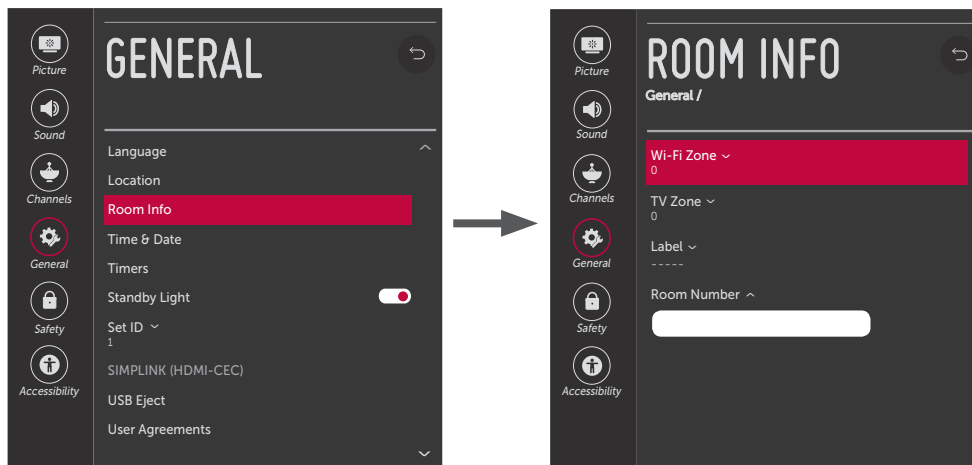 Picture
Sound
Channels
General
Safety
Accessibility
GENERAL
Language
Location
Room Info
Time & Date
Timers
Standby Light
Set ID
1
SIMPLINK (HDMI-CEC)
USB Eject
User Agreements
Picture
Sound
Channels
General
Safety
Accessibility
ROOM INFO
General /
Wi-Fi Zone
0
TV Zone
0
Label
-----
Room Number